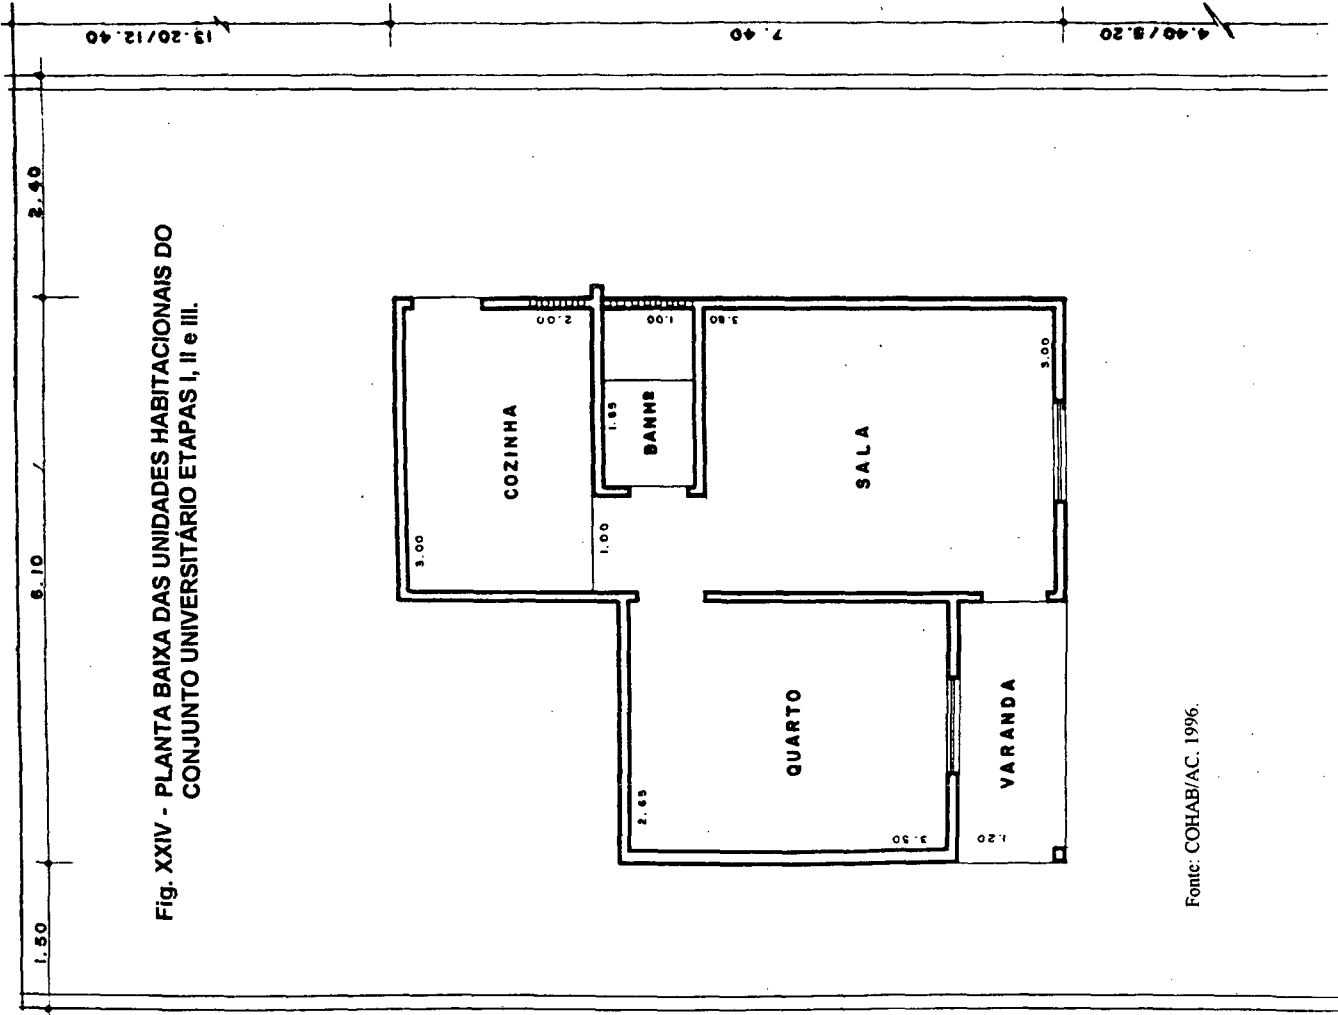 Fig. XXIV - PLANTA BAIXA DAS UNIDADES HABITACIONAIS DO
CONJUNTO UNIVERSITÁRIO ETAPAS I, II e III.
2.40
6.10
1.50
13.20/12.40
7.40
4.40/5.20
COZINHA
3.00
2.00
BANHº
1.65
1.00
1.00
SALA
3.80
3.00
QUARTO
2.65
3.50
VARANDA
1.20
Fonte: COHAB/AC. 1996.